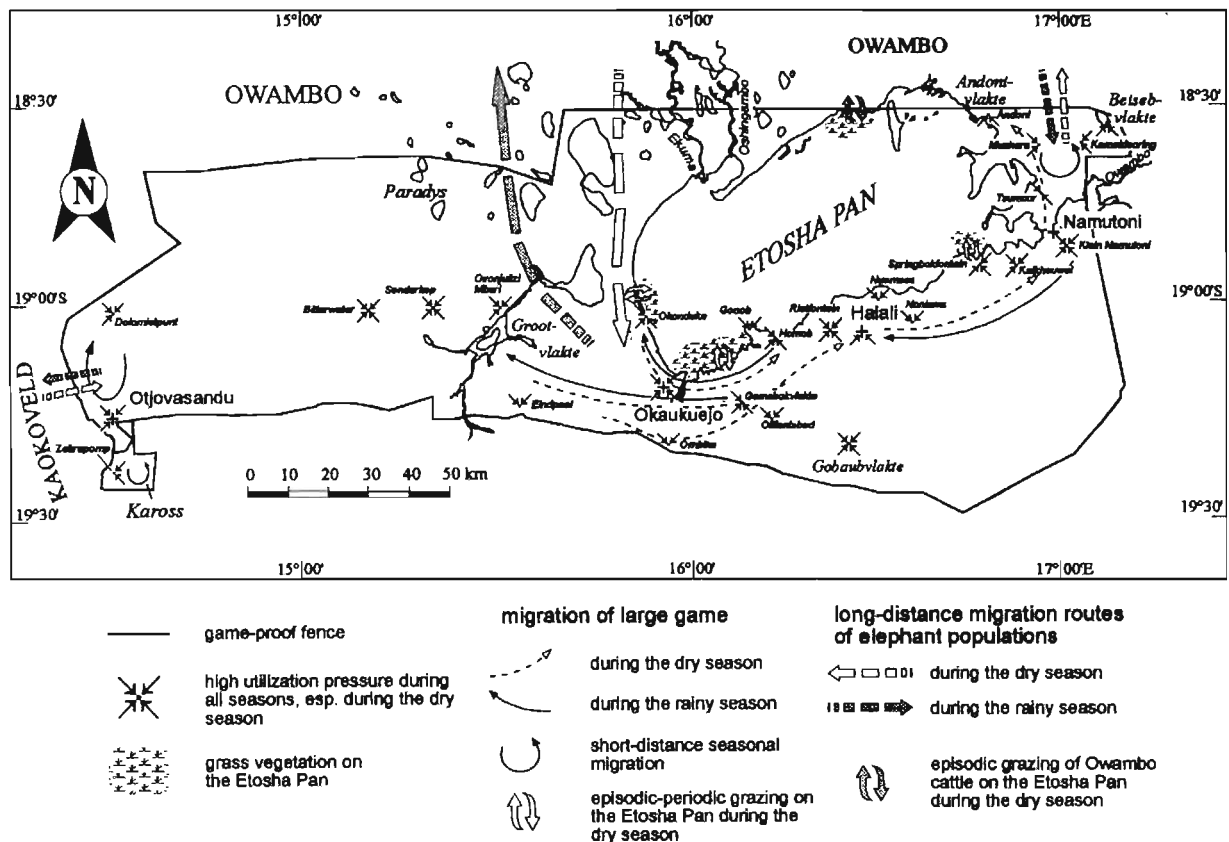 15°00'
16°00'
17°00'E
OWAMBO
OWAMBO
Andoni-
vlakte
Beiseb-
vlakte
18°30'
18°30'
Andoni
Mushara
Kameeldoring
Oshingambo
Ekuma
Owambo
Paradys
N
ETOSHA PAN
Tsumcor
Namutoni
Klein Namutoni
Springbokfontein
Kalkheuwel
19°00'S
19°00'S
Dolomietpunt
Bitterwater
Sonderkop
Ozonjuitji
Mbari
Groot-
vlakte
Okondeka
Gaseb
Homob
Rietfontein
Halali
Noniams
KAOKOVELD
Otjovasandu
Zebrapomp
Kaross
Eindpaal
Okaukuejo
Gemsbokvlakte
Olifantsbad
Ombika
Gobaubvlakte
0 10 20 30 40 50 km
19°30'
19°30'
15°00'
16°00'
17°00'E
game-proof fence
high utilization pressure during
all seasons, esp. during the dry
season
grass vegetation on
the Etosha Pan
migration of large game
during the dry season
during the rainy season
short-distance seasonal
migration
episodic-periodic grazing on
the Etosha Pan during the
dry season
long-distance migration routes
of elephant populations
during the dry season
during the rainy season
episodic grazing of Owambo
cattle on the Etosha Pan
during the dry season